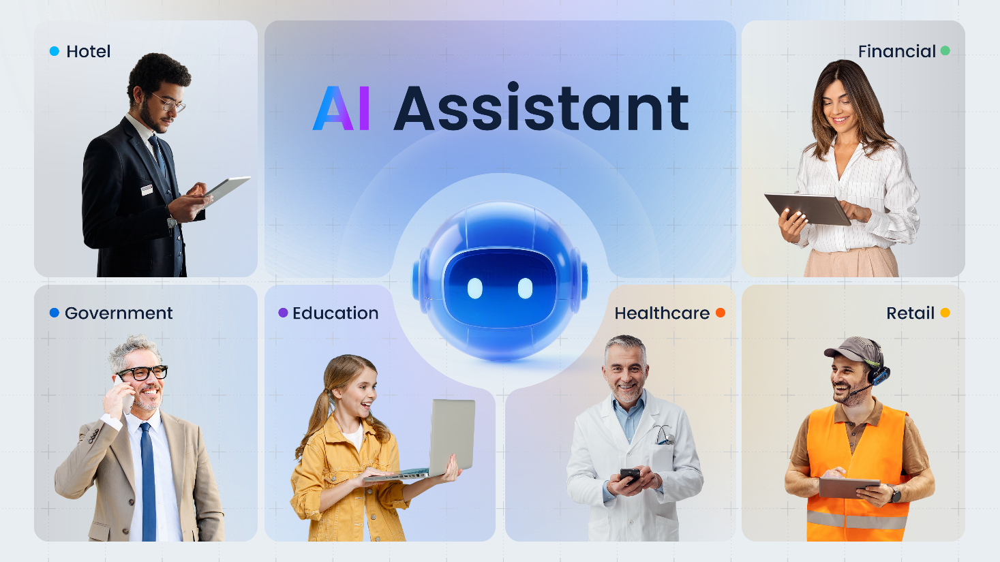 Hotel
AI Assistant
Financial
Government
Education
Healthcare
Retail